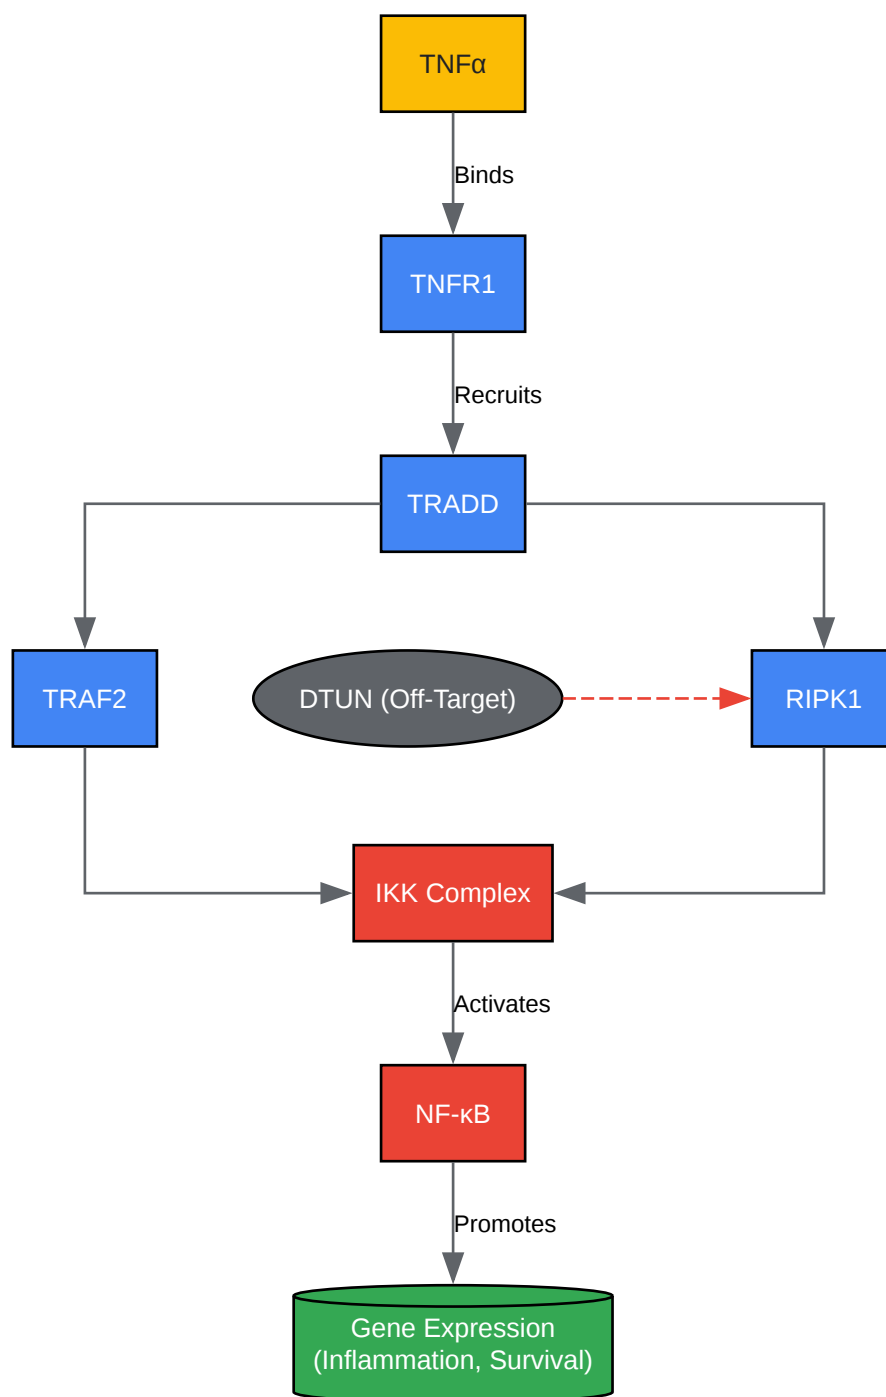 TNFα
Binds
TNFR1
Recruits
TRADD
TRAF2
DTUN (Off-Target)
RIPK1
IKK Complex
Activates
NF-κB
Promotes
Gene Expression
(Inflammation, Survival)